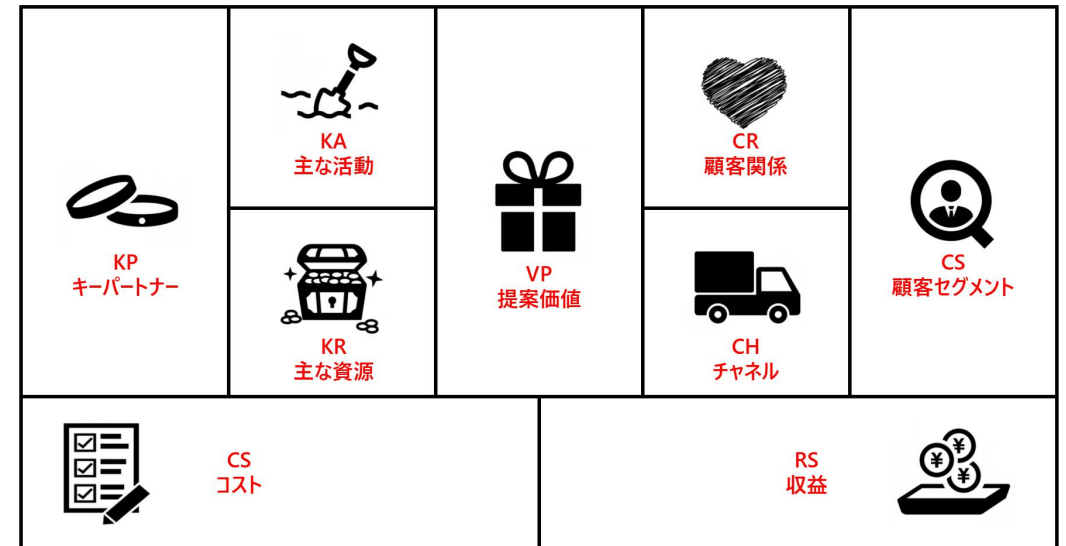 KP
キーパートナー
KA
主な活動
KR
主な資源
VP
提案価値
CR
顧客関係
CH
チャネル
CS
顧客セグメント
CS
コスト
RS
収益
¥
¥
¥